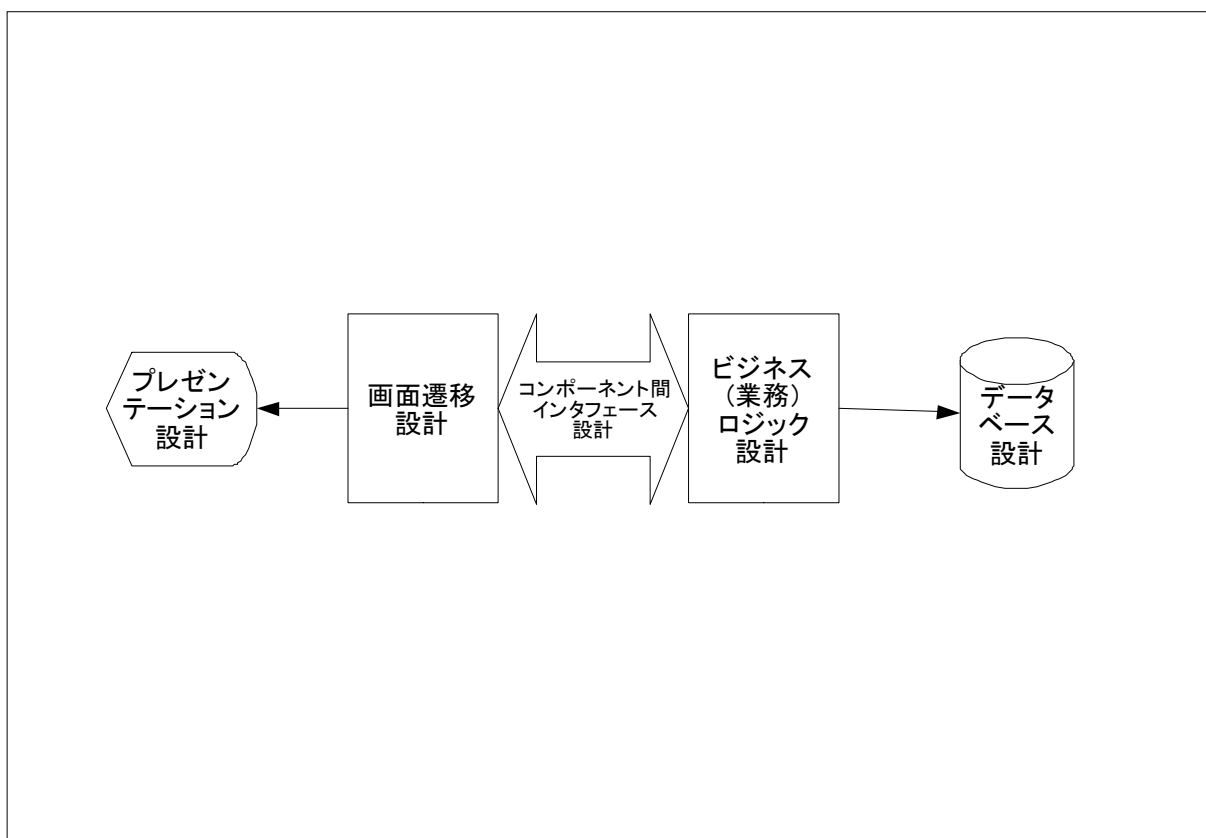 プレゼン
テーション
設計
画面遷移
設計
コンポーネント間
インタフェース
設計
ビジネス
(業務)
ロジック
設計
データ
ベース
設計